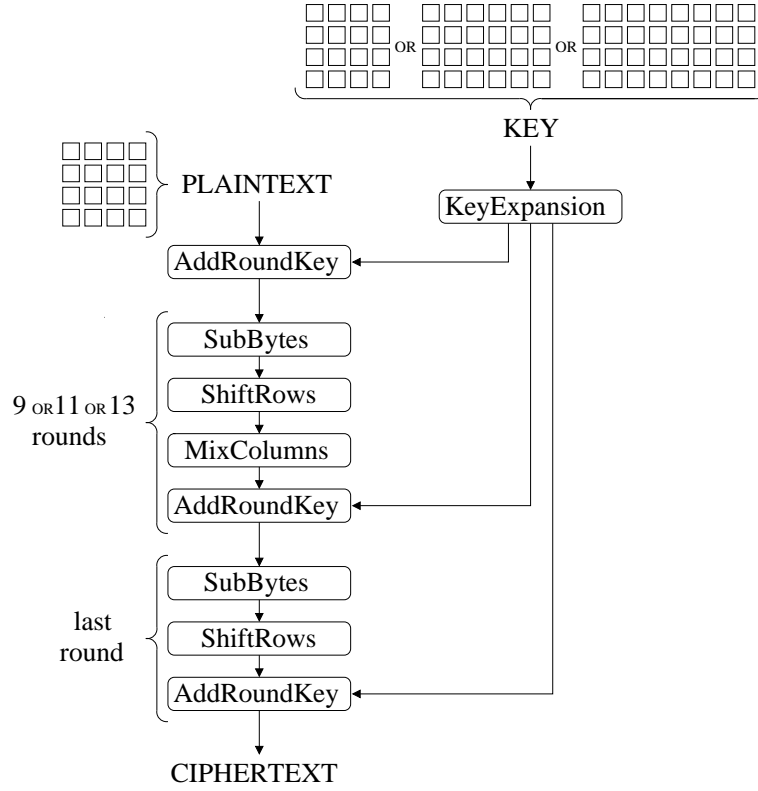 OR OR
KEY
PLAINTEXT
KeyExpansion
AddRoundKey
SubBytes
ShiftRows
MixColumns
AddRoundKey
9 OR 11 OR 13
rounds
SubBytes
ShiftRows
AddRoundKey
last
round
CIPHERTEXT